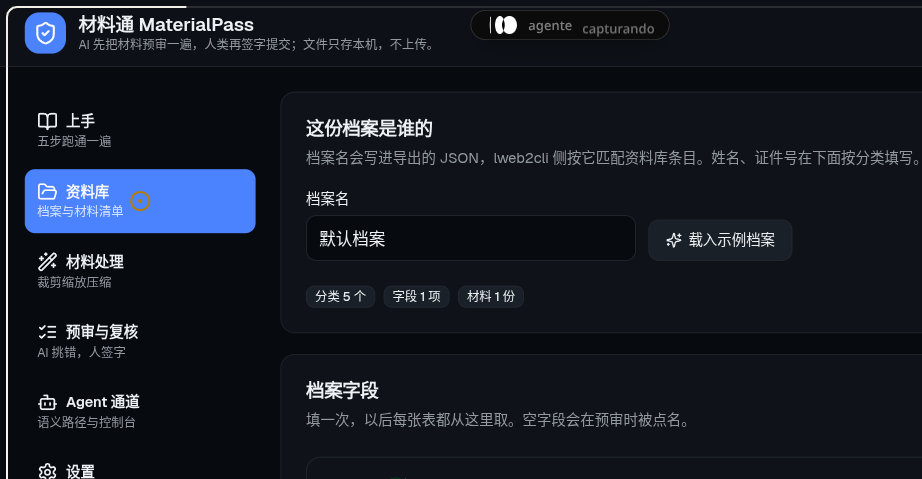 材料通 MaterialPass
AI 先把材料预审一遍，人类再签字提交；文件只存本机，不上传。
agente capturando
上手
五步跑通一遍
资料库
档案与材料清单
材料处理
裁剪缩放压缩
预审与复核
AI 挑错，人签字
Agent 通道
语义路径与控制台
设置
这份档案是谁的
档案名会写进导出的 JSON，lweb2cli 侧按它匹配资料库条目。姓名、证件号在下面按分类填写。
档案名
默认档案
载入示例档案
分类 5 个
字段 1 项
材料 1 份
档案字段
填一次，以后每张表都从这里取。空字段会在预审时被点名。